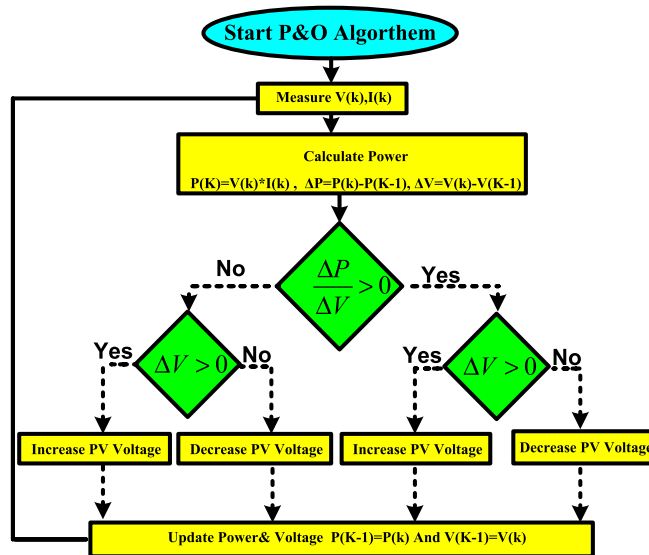 Start P&O Algorthem
Measure V(k),I(k)
Calculate Power
P(K)=V(k)*I(k) , ΔP=P(k)-P(K-1), ΔV=V(k)-V(K-1)
No
ΔP/ΔV > 0
Yes
Yes
ΔV > 0
No
Yes
ΔV > 0
No
Increase PV Voltage
Decrease PV Voltage
Increase PV Voltage
Decrease PV Voltage
Update Power& Voltage P(K-1)=P(k) And V(K-1)=V(k)